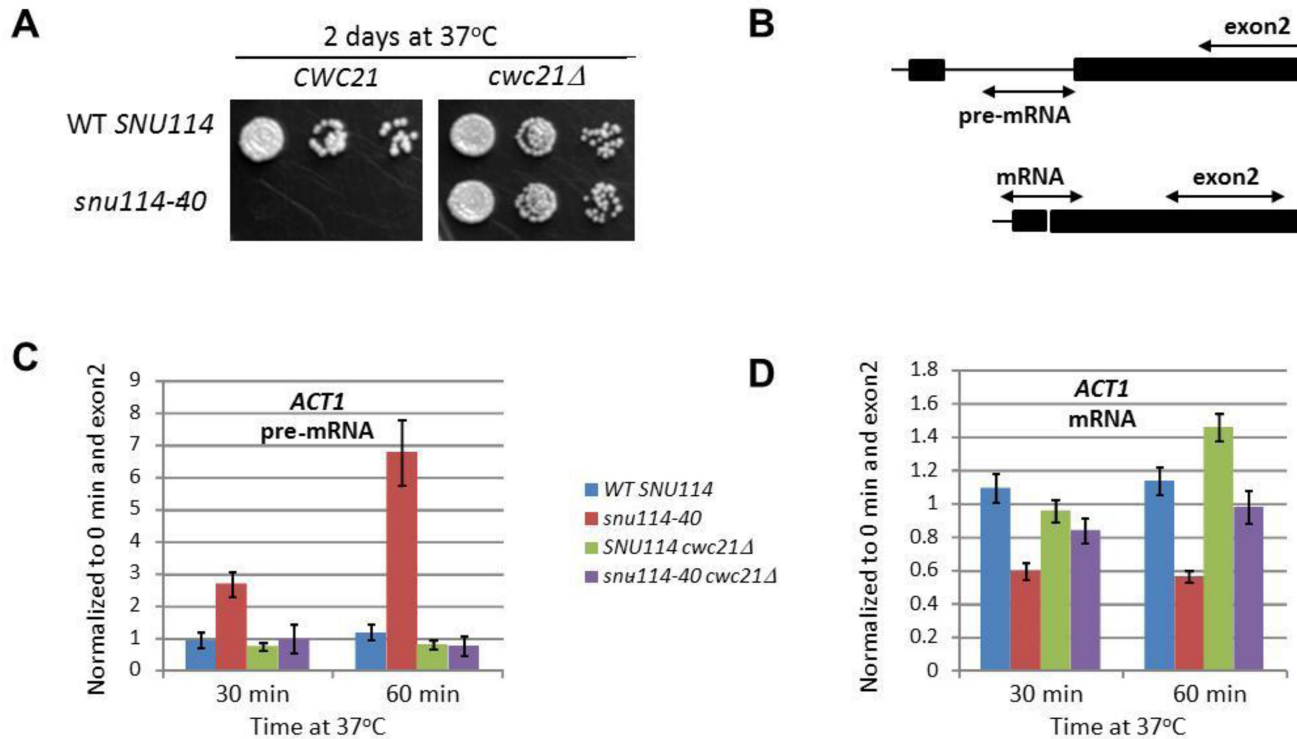 A
2 days at 37ᵒC
CWC21
cwc21Δ
WT SNU114
snu114-40
B
exon2
pre-mRNA
mRNA
exon2
C
Normalized to 0 min and exon2
9
8
7
6
5
4
3
2
1
0
ACT1
pre-mRNA
30 min
60 min
Time at 37ᵒC
WT SNU114
snu114-40
SNU114 cwc21Δ
snu114-40 cwc21Δ
D
Normalized to 0 min and exon2
1.8
1.6
1.4
1.2
1
0.8
0.6
0.4
0.2
0
ACT1
mRNA
30 min
60 min
Time at 37ᵒC